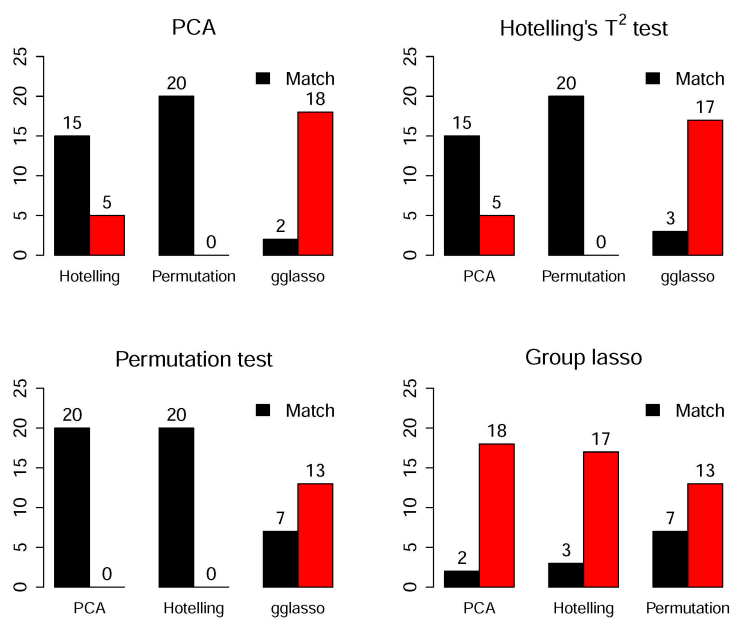 PCA
Match
25
20
15
10
5
0
15
5
20
0
2
18
Hotelling
Permutation
gglasso
Hotelling's T² test
Match
25
20
15
10
5
0
15
5
20
0
3
17
PCA
Permutation
gglasso
Permutation test
Match
25
20
15
10
5
0
20
0
20
0
7
13
PCA
Hotelling
gglasso
Group lasso
Match
25
20
15
10
5
0
2
18
3
17
7
13
PCA
Hotelling
Permutation